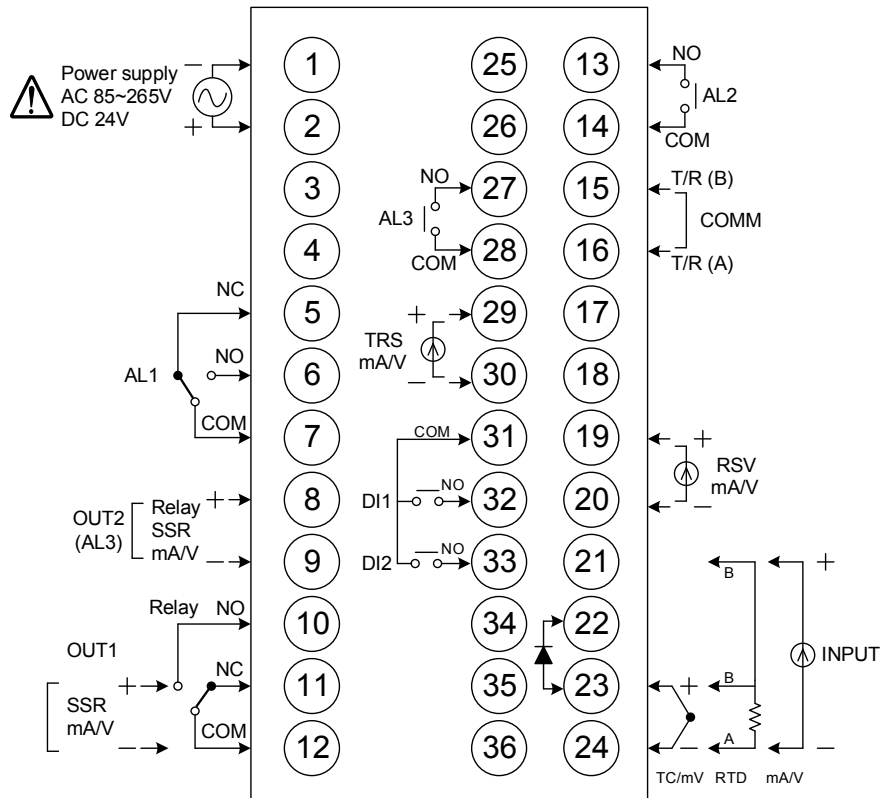 Power supply
AC 85~265V
DC 24V
−
+
1 25 13
2 26 14
3 27 15
4 28 16
5 29 17
6 30 18
7 31 19
8 32 20
9 33 21
10 34 22
11 35 23
12 36 24
NO
AL2
COM
NO
AL3
COM
T/R (B)
COMM
T/R (A)
NC
NO
AL1
COM
+
TRS
mA/V
−
COM
DI1 NO
DI2 NO
+
RSV
mA/V
−
OUT2
(AL3)
Relay
SSR
mA/V
+
−
Relay NO
OUT1
NC
+
SSR
mA/V
COM
−
B
+
INPUT
+ B
− A −
TC/mV RTD mA/V